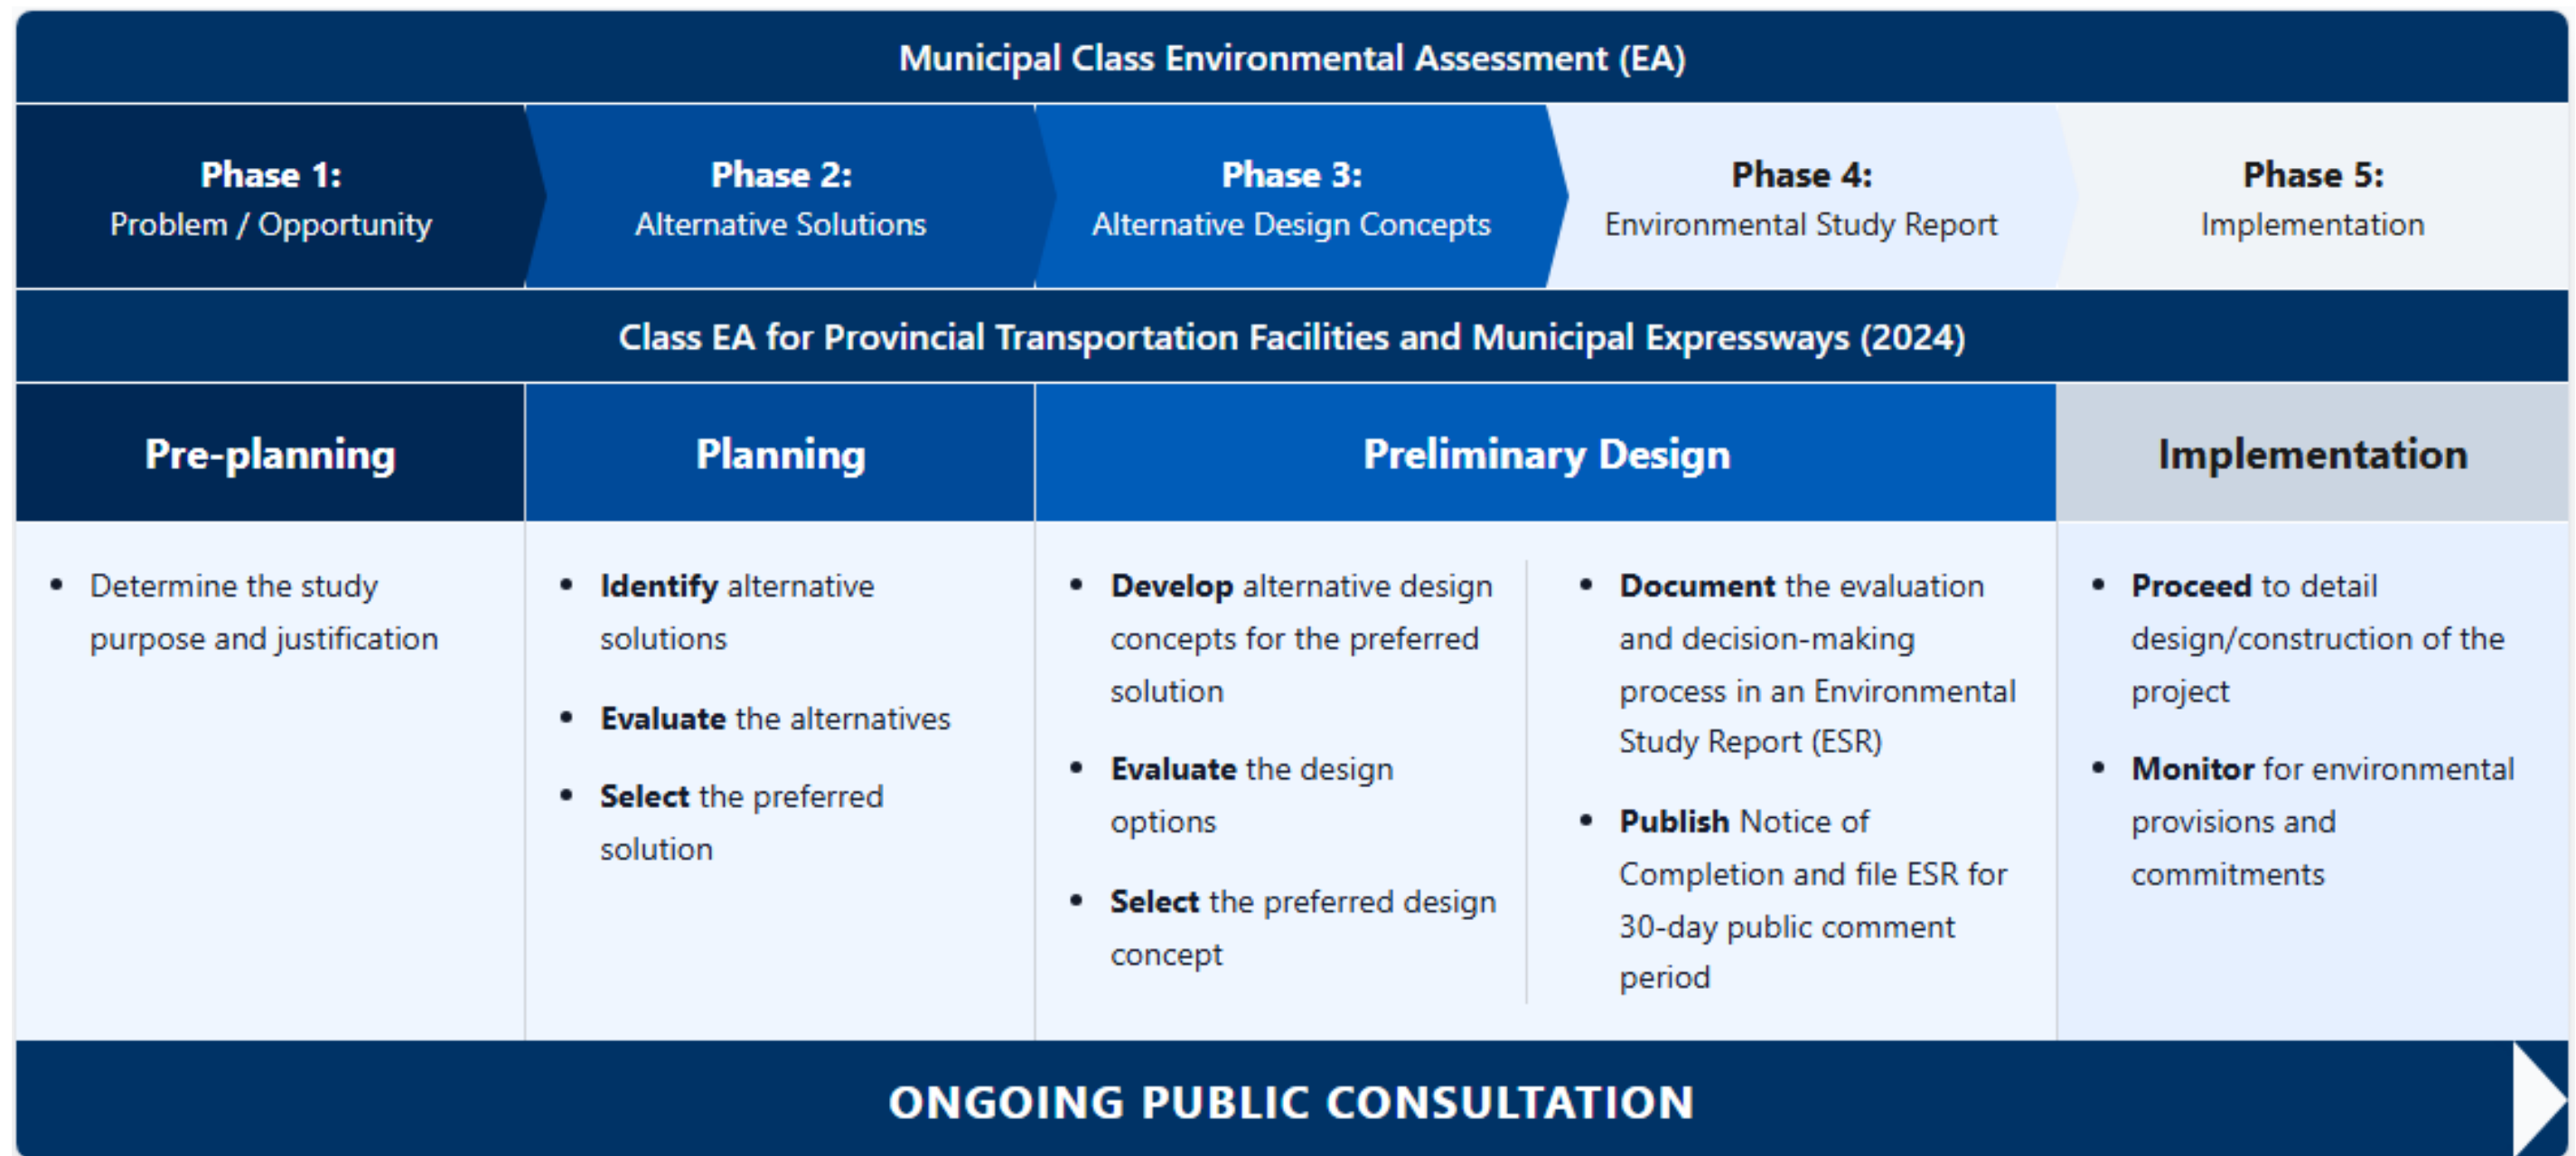 Municipal Class Environmental Assessment (EA)
Phase 1:
Problem / Opportunity
Phase 2:
Alternative Solutions
Phase 3:
Alternative Design Concepts
Phase 4:
Environmental Study Report
Phase 5:
Implementation
Class EA for Provincial Transportation Facilities and Municipal Expressways (2024)
Pre-planning
Planning
Preliminary Design
Implementation
• Determine the study
purpose and justification
• Identify alternative
solutions
• Evaluate the alternatives
• Select the preferred
solution
• Develop alternative design
concepts for the preferred
solution
• Evaluate the design
options
• Select the preferred design
concept
• Document the evaluation
and decision-making
process in an Environmental
Study Report (ESR)
• Publish Notice of
Completion and file ESR for
30-day public comment
period
• Proceed to detail
design/construction of the
project
• Monitor for environmental
provisions and
commitments
ONGOING PUBLIC CONSULTATION